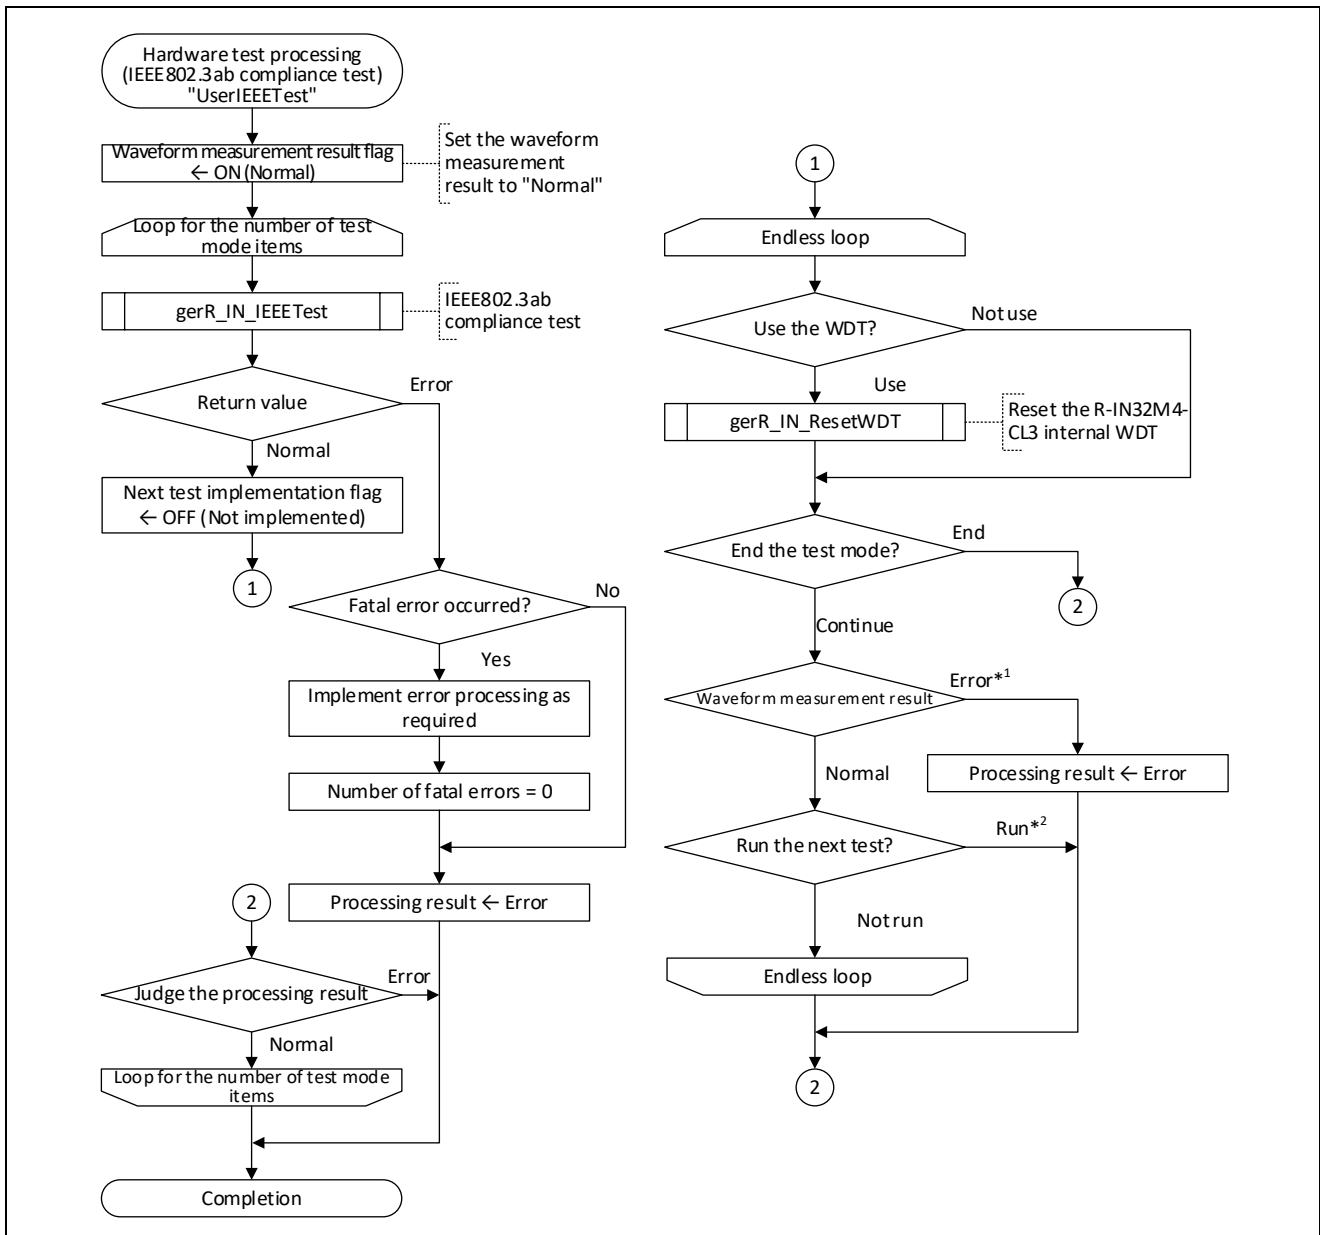 Hardware test processing
(IEEE802.3ab compliance test)
"UserIEEETest"
Waveform measurement result flag
← ON (Normal)
Set the waveform
measurement
result to "Normal"
Loop for the number of test
mode items
gerR_IN_IEEETest
IEEE802.3ab
compliance test
Return value
Error
Normal
Next test implementation flag
← OFF (Not implemented)
1
Fatal error occurred?
No
Yes
Implement error processing as
required
Number of fatal errors = 0
Processing result ← Error
2
Judge the processing result
Error
Normal
Loop for the number of test mode
items
Completion
1
Endless loop
Use the WDT?
Not use
Use
gerR_IN_ResetWDT
Reset the R-IN32M4-
CL3 internal WDT
End the test mode?
End
2
Continue
Waveform measurement result
Error*1
Processing result ← Error
Normal
Run the next test?
Run*2
Not run
Endless loop
2